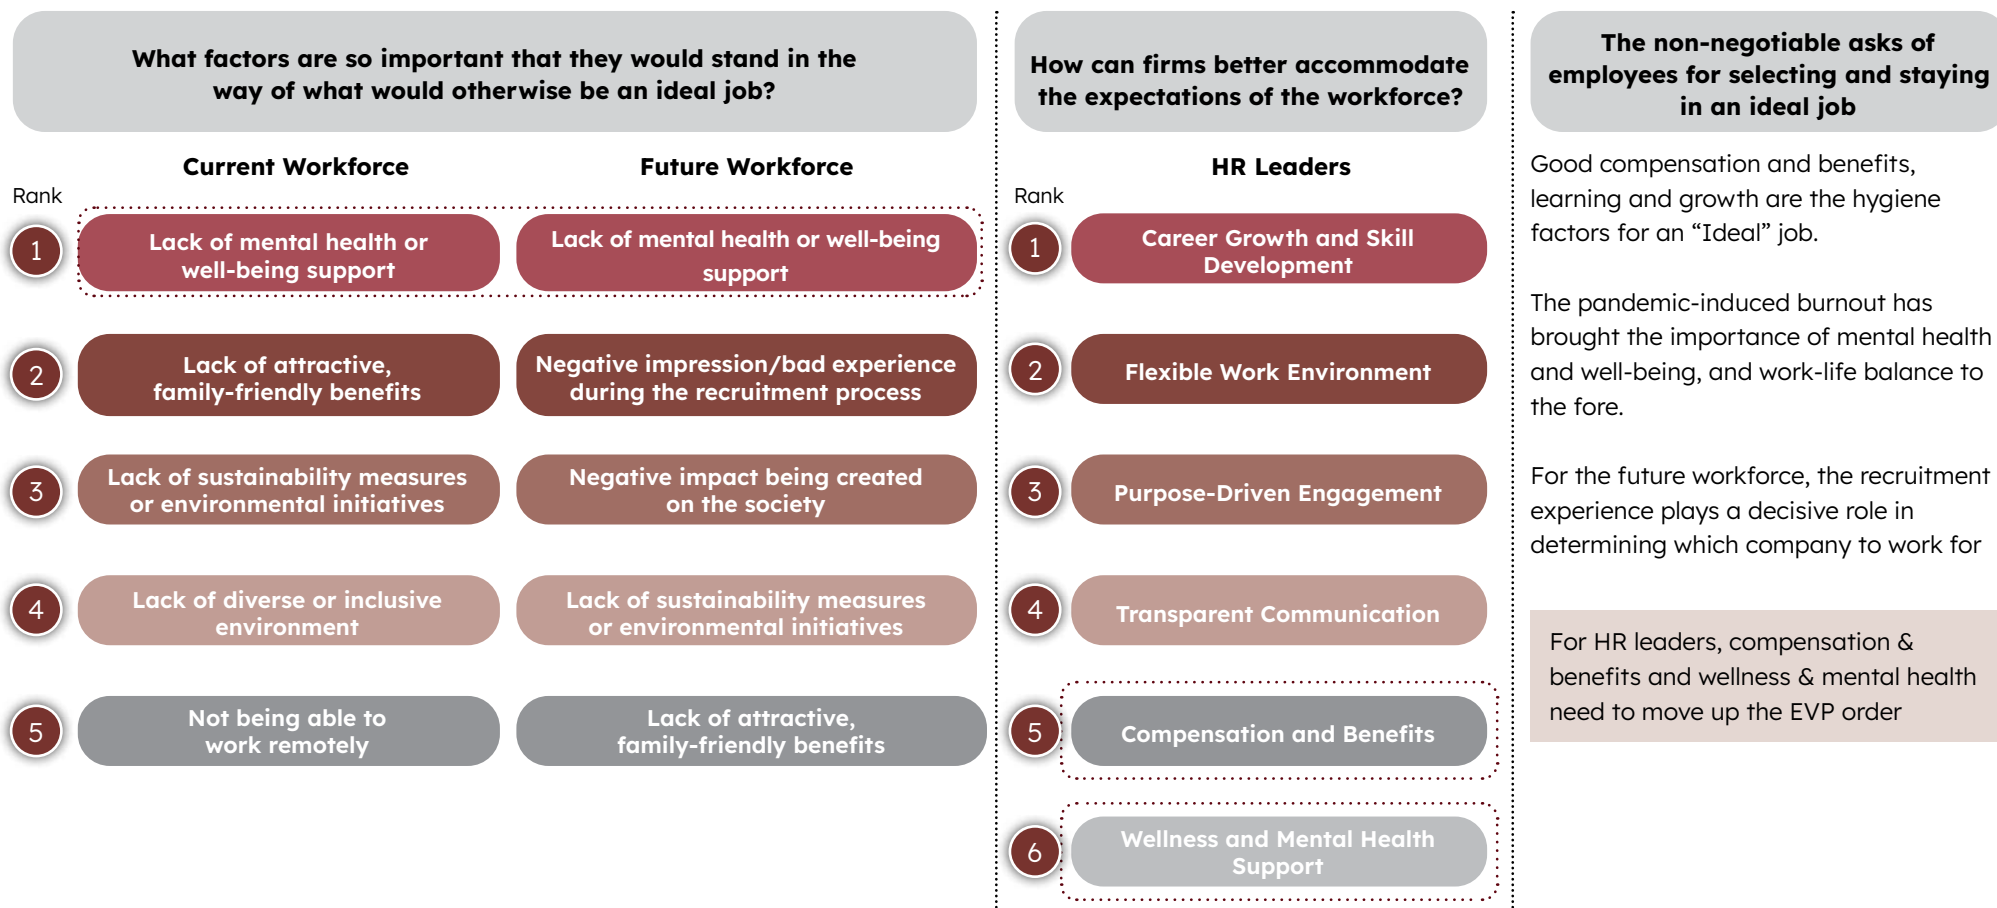 What factors are so important that they would stand in the
way of what would otherwise be an ideal job?
Current Workforce
Future Workforce
Rank
1
Lack of mental health or
well-being support
Lack of mental health or well-being
support
2
Lack of attractive,
family-friendly benefits
Negative impression/bad experience
during the recruitment process
3
Lack of sustainability measures
or environmental initiatives
Negative impact being created
on the society
4
Lack of diverse or inclusive
environment
Lack of sustainability measures
or environmental initiatives
5
Not being able to
work remotely
Lack of attractive,
family-friendly benefits
How can firms better accommodate
the expectations of the workforce?
HR Leaders
Rank
1
Career Growth and Skill
Development
2
Flexible Work Environment
3
Purpose-Driven Engagement
4
Transparent Communication
5
Compensation and Benefits
6
Wellness and Mental Health
Support
The non-negotiable asks of
employees for selecting and staying
in an ideal job
Good compensation and benefits,
learning and growth are the hygiene
factors for an “Ideal” job.
The pandemic-induced burnout has
brought the importance of mental health
and well-being, and work-life balance to
the fore.
For the future workforce, the recruitment
experience plays a decisive role in
determining which company to work for
For HR leaders, compensation &
benefits and wellness & mental health
need to move up the EVP order